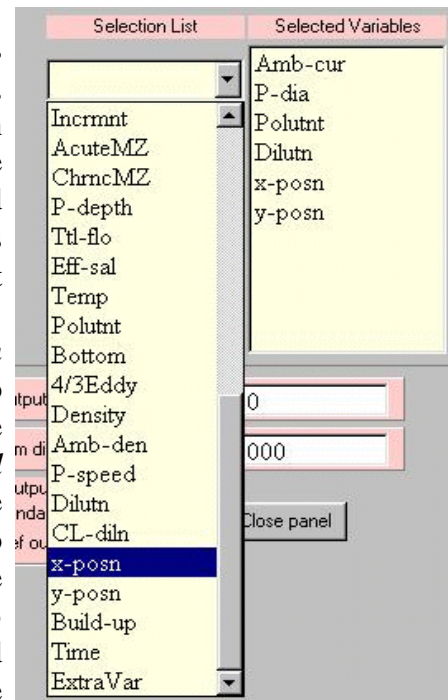 Selection List
Selected Variables
Amb-cur
P-dia
Polutnt
Dilutn
x-posn
y-posn
Incrmnt
AcuteMZ
ChrncMZ
P-depth
Ttl-flo
Eff-sal
Temp
Polutnt
Bottom
4/3Eddy
Density
Amb-den
P-speed
Dilutn
CL-diln
x-posn
y-posn
Build-up
Time
ExtraVar
0
000
Close panel